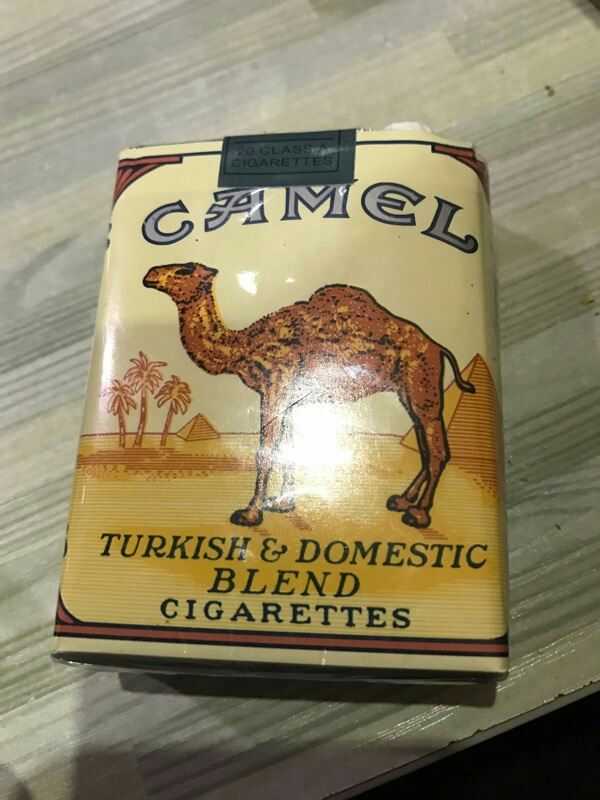 20 CLASS A
CIGARETTES
CAMEL
TURKISH & DOMESTIC
BLEND
CIGARETTES